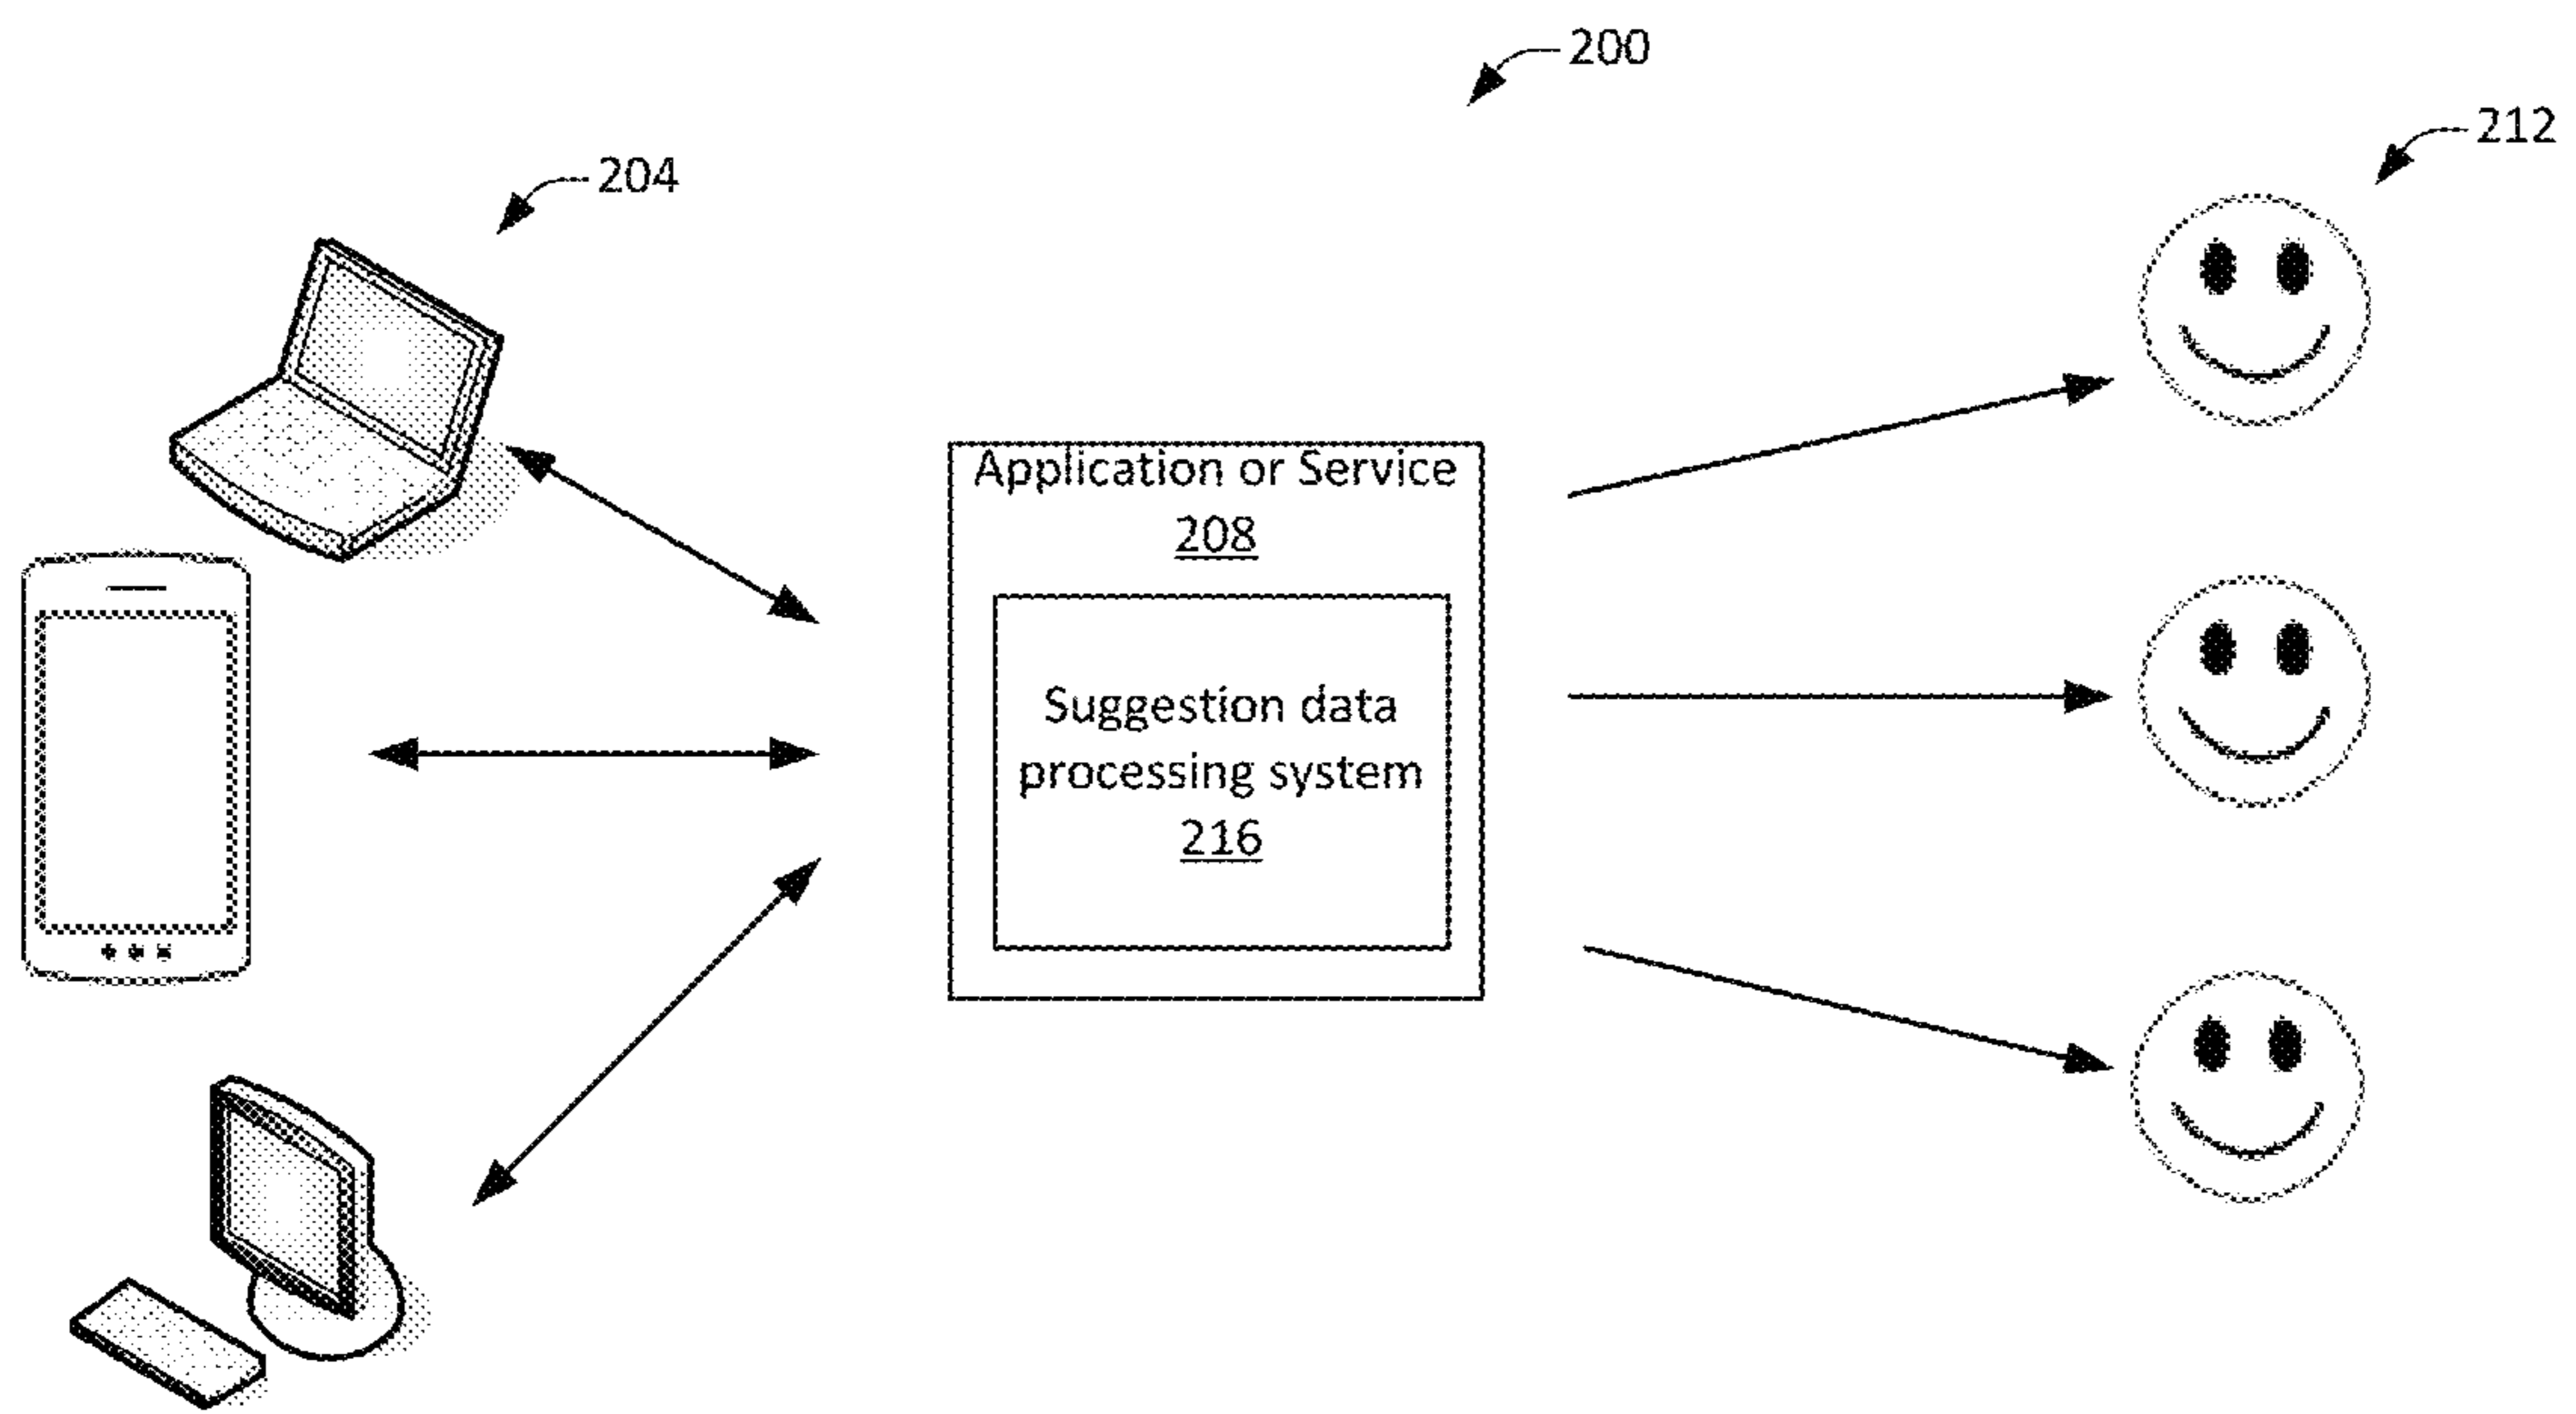 200
212
204
Application or Service
208
Suggestion data
processing system
216